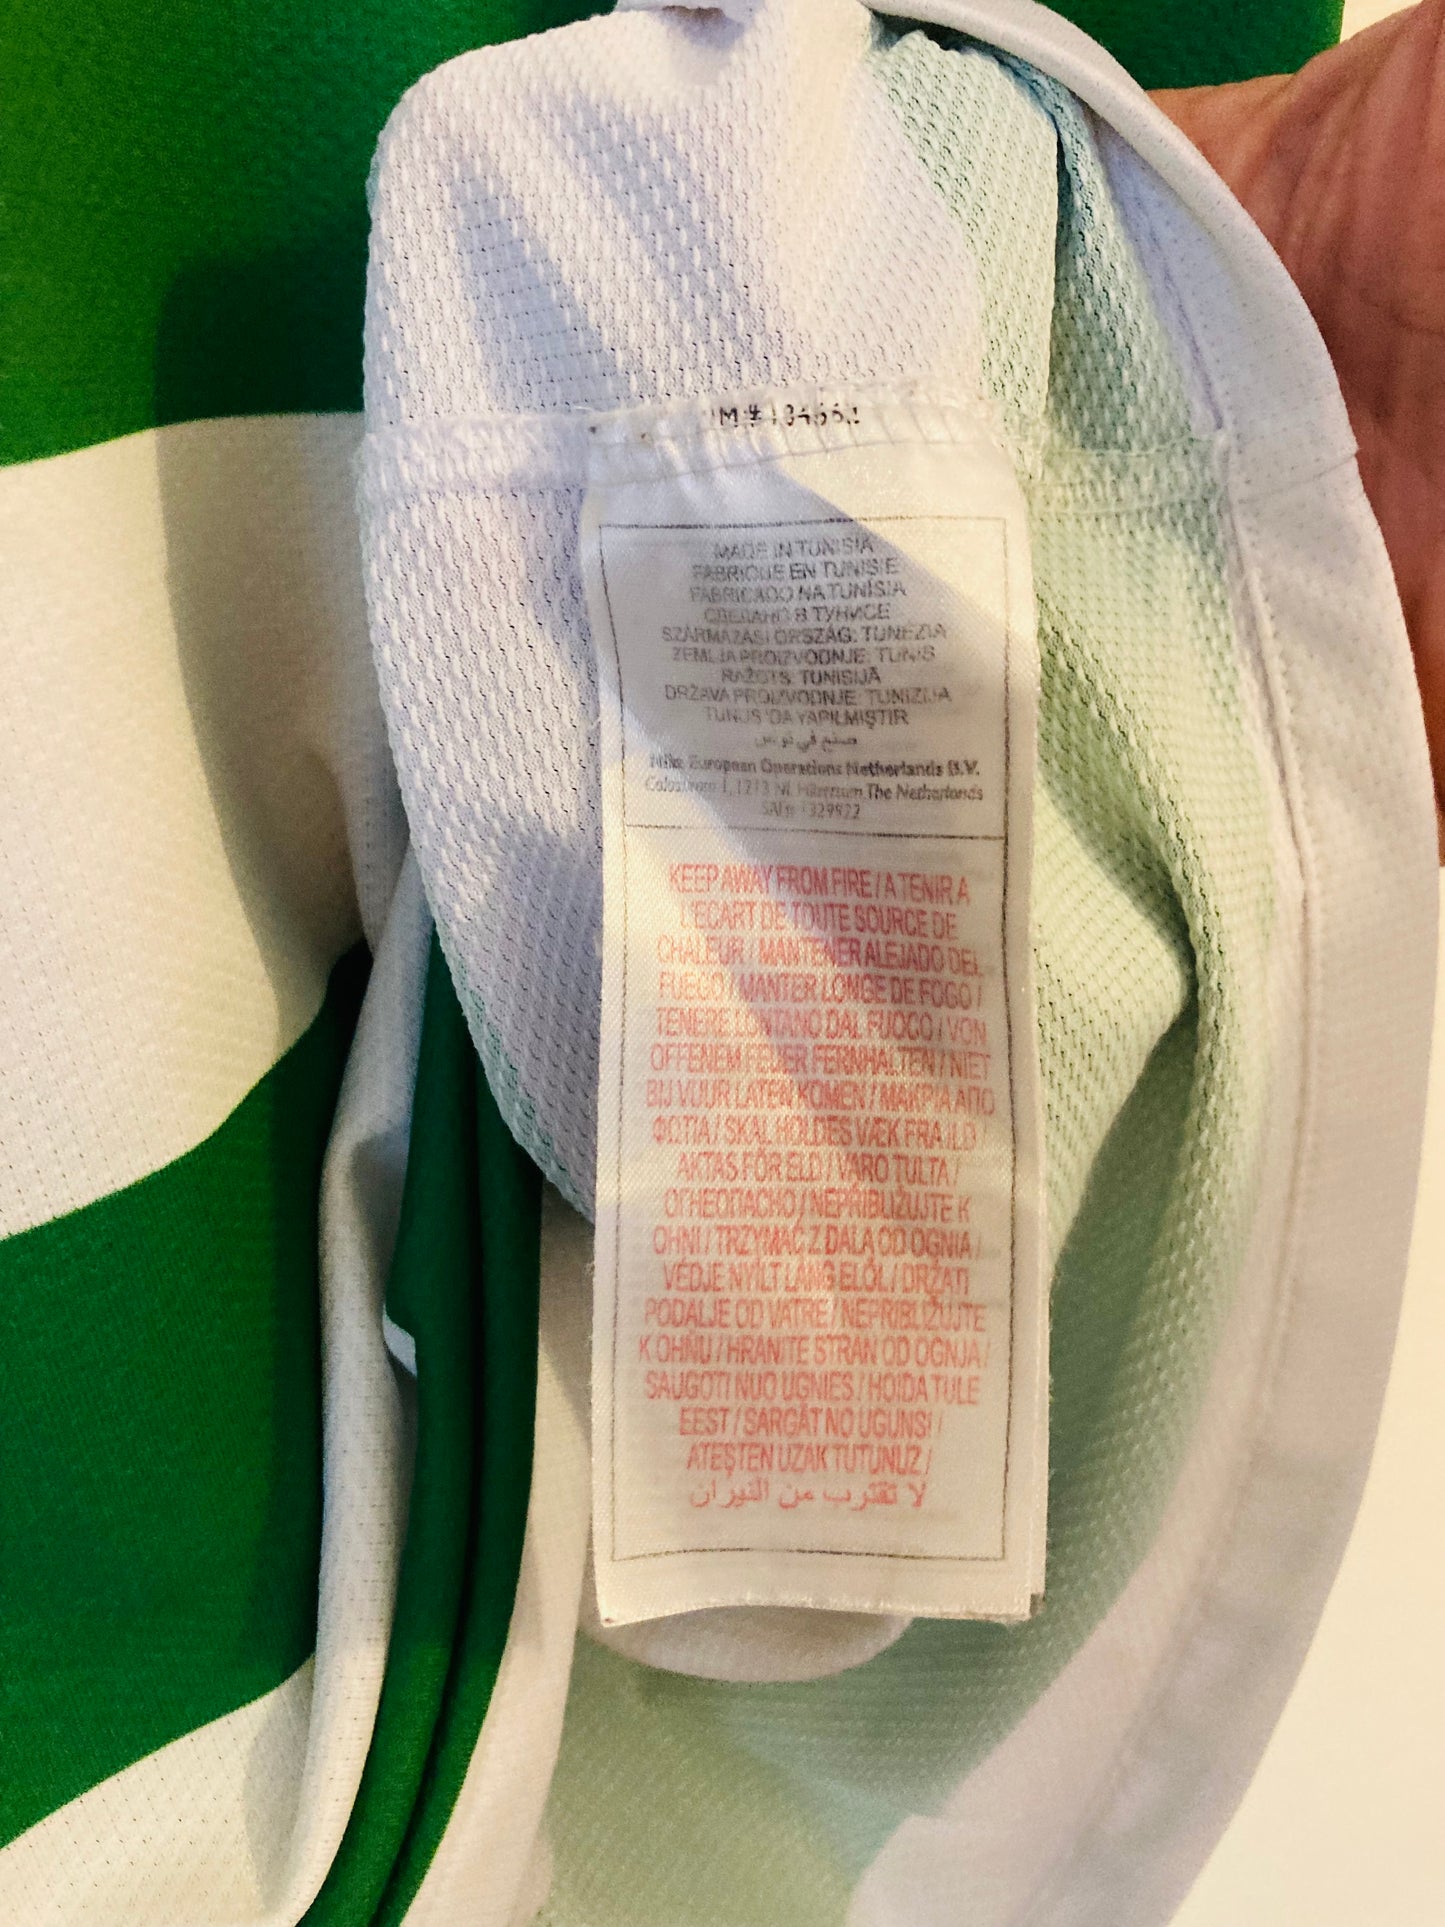 MADE IN TUNISIA
FABRIQUE EN TUNISIE
FABRICADO NA TUNÍSIA
СДЕЛАНО В ТУНИСЕ
SZÁRMAZÁSI ORSZÁG: TUNÉZIA
ZEMLJA PROIZVODNJE: TUNIS
RAŽOTS: TUNISIJĀ
DRŽAVA PROIZVODNJE: TUNIZIJA
TUNUS 'DA YAPILMIŞTIR
صنع في تونس
Nike European Operations Netherlands B.V.
1, 1213 NL Hilversum The Netherlands
KEEP AWAY FROM FIRE / A TENIR A
L'ECART DE TOUTE SOURCE DE
CHALEUR / MANTENER ALEJADO DEL
FUEGO / MANTER LONGE DE FOGO /
TENERE LONTANO DAL FUOCO / VON
OFFENEM FEUER FERNHALTEN / NIET
BIJ VUUR LATEN KOMEN / ΜΑΚΡΙΑ ΑΠΟ
ΦΩΤΙΑ / SKAL HOLDES VÆK FRA ILD /
AKTAS FÖR ELD / VARO TULTA /
ОГНЕОПАСНО / NEPŘIBLIŽUJTE K
OHNI / TRZYMAĆ Z DALA OD OGNIA /
VÉDJE NYÍLT LÁNG ELŐL / DRŽATI
PODALJE OD VATRE / NEPRIBLIŽUJTE
K OHŇU / HRANITE STRAN OD OGNJA /
SAUGOTI NUO UGNIES / HOIDA TULE
EEST / SARGĀT NO UGUNS! /
ATEŞTEN UZAK TUTUNUZ /
لا تقترب من النيران